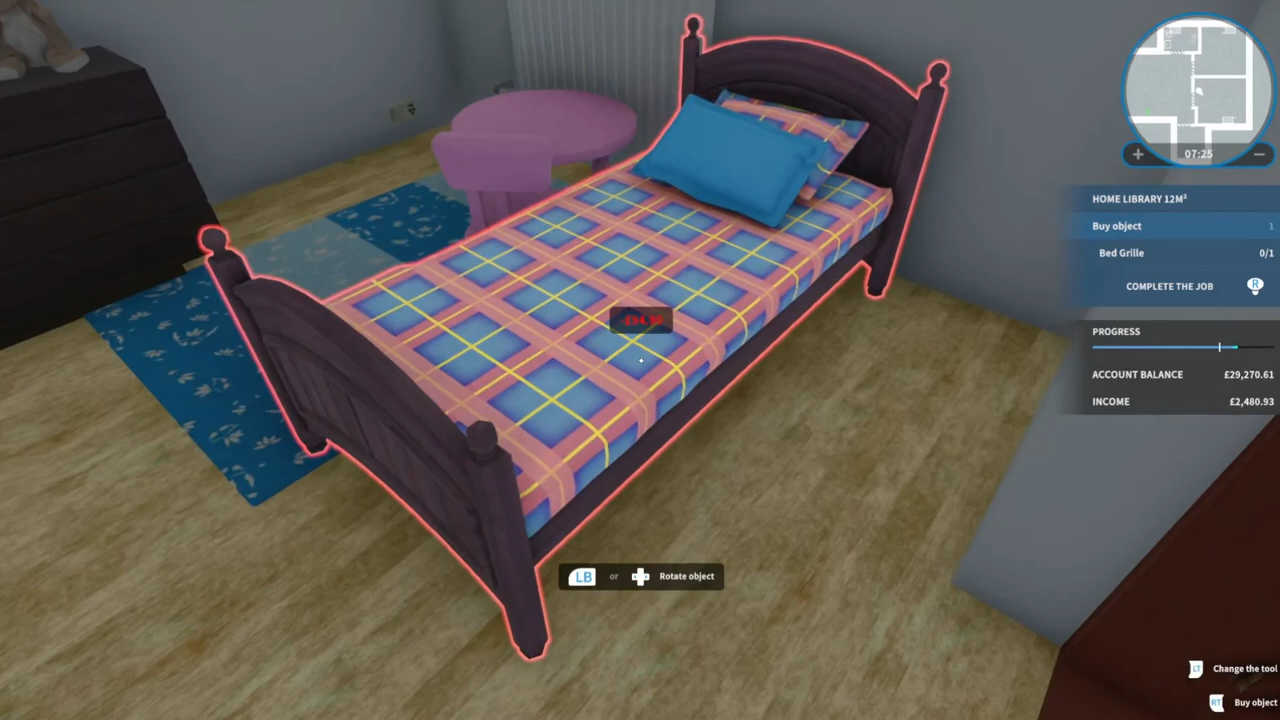 07:25
HOME LIBRARY 12M²
Buy object 1
Bed Grille 0/1
COMPLETE THE JOB R
PROGRESS
ACCOUNT BALANCE £29,270.61
INCOME £2,480.93
LB or Rotate object
LT Change the tool
RT Buy object